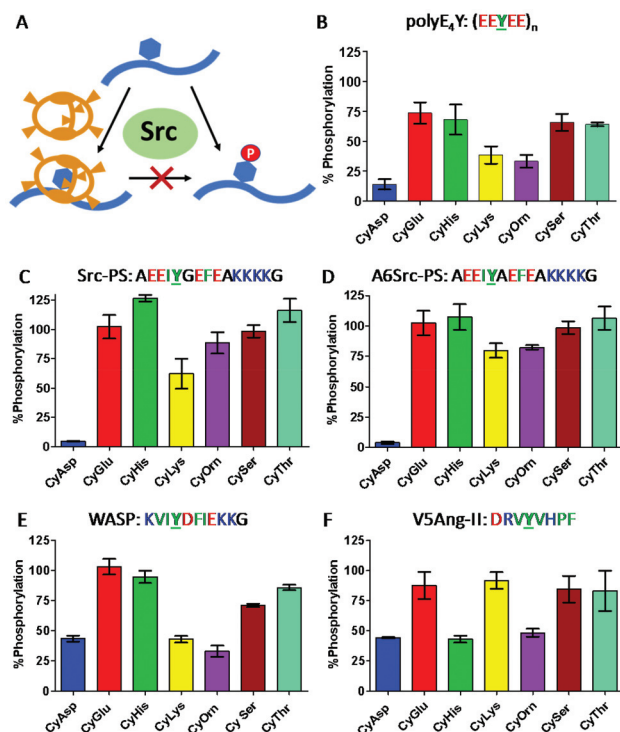 A
Src
P
B
polyE₄Y: (EEYEE)ₙ
% Phosphorylation
125
100
75
50
25
0
CyAsp
CyGlu
CyHis
CyLys
CyOrn
CySer
CyThr
C
Src-PS: AEEIYGEFEAKKKKG
%Phosphorylation
125
100
75
50
25
0
CyAsp
CyGlu
CyHis
CyLys
CyOrn
CySer
CyThr
D
A6Src-PS: AEEIYAEFEAKKKKG
%Phosphorylation
125
100
75
50
25
0
CyAsp
CyGlu
CyHis
CyLys
CyOrn
CySer
CyThr
E
WASP: KVIYDFIEKKG
%Phosphorylation
125
100
75
50
25
0
CyAsp
CyGlu
CyHis
CyLys
CyOrn
Cy Ser
CyThr
F
V5Ang-II: DRVYVHPF
%Phosphorylation
125
100
75
50
25
0
CyAsp
CyGlu
CyHis
CyLys
CyOrn
CySer
CyThr